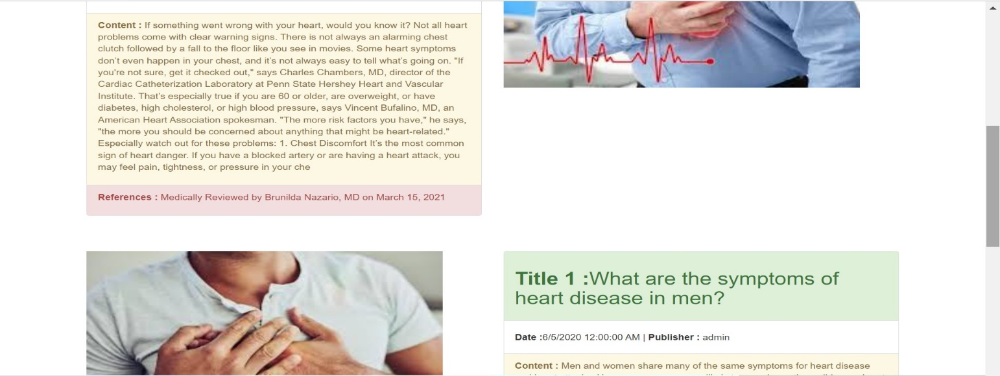 Content : If something went wrong with your heart, would you know it? Not all heart
problems come with clear warning signs. There is not always an alarming chest
clutch followed by a fall to the floor like you see in movies. Some heart symptoms
don’t even happen in your chest, and it’s not always easy to tell what’s going on. "If
you're not sure, get it checked out," says Charles Chambers, MD, director of the
Cardiac Catheterization Laboratory at Penn State Hershey Heart and Vascular
Institute. That’s especially true if you are 60 or older, are overweight, or have
diabetes, high cholesterol, or high blood pressure, says Vincent Bufalino, MD, an
American Heart Association spokesman. "The more risk factors you have," he says,
"the more you should be concerned about anything that might be heart-related."
Especially watch out for these problems: 1. Chest Discomfort It’s the most common
sign of heart danger. If you have a blocked artery or are having a heart attack, you
may feel pain, tightness, or pressure in your che
References : Medically Reviewed by Brunilda Nazario, MD on March 15, 2021
Title 1 :What are the symptoms of
heart disease in men?
Date :6/5/2020 12:00:00 AM | Publisher : admin
Content : Men and women share many of the same symptoms for heart disease